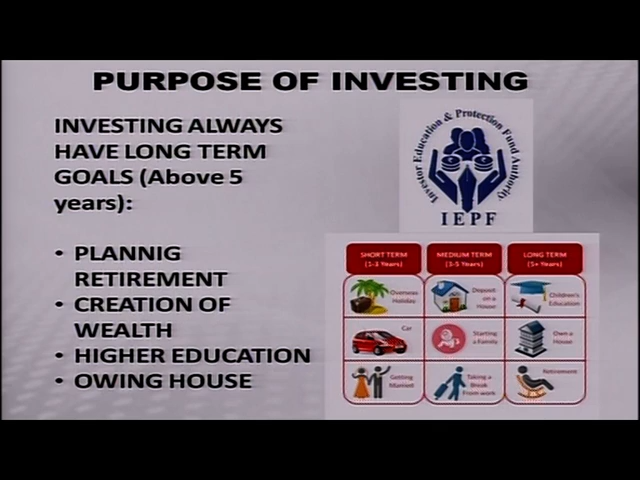 PURPOSE OF INVESTING
INVESTING ALWAYS
HAVE LONG TERM
GOALS (Above 5
years):
• PLANNIG
RETIREMENT
• CREATION OF
WEALTH
• HIGHER EDUCATION
• OWING HOUSE
Investor Education & Protection Fund Authority
IEPF
SHORT TERM
(1-3 Years)
MEDIUM TERM
(3-5 Years)
LONG TERM
(5+ Years)
Overseas
Holiday
Deposit
on a
House
Children's
Education
Car
Starting
a Family
Own a
House
Getting
Married
Taking a
Break
From work
Retirement